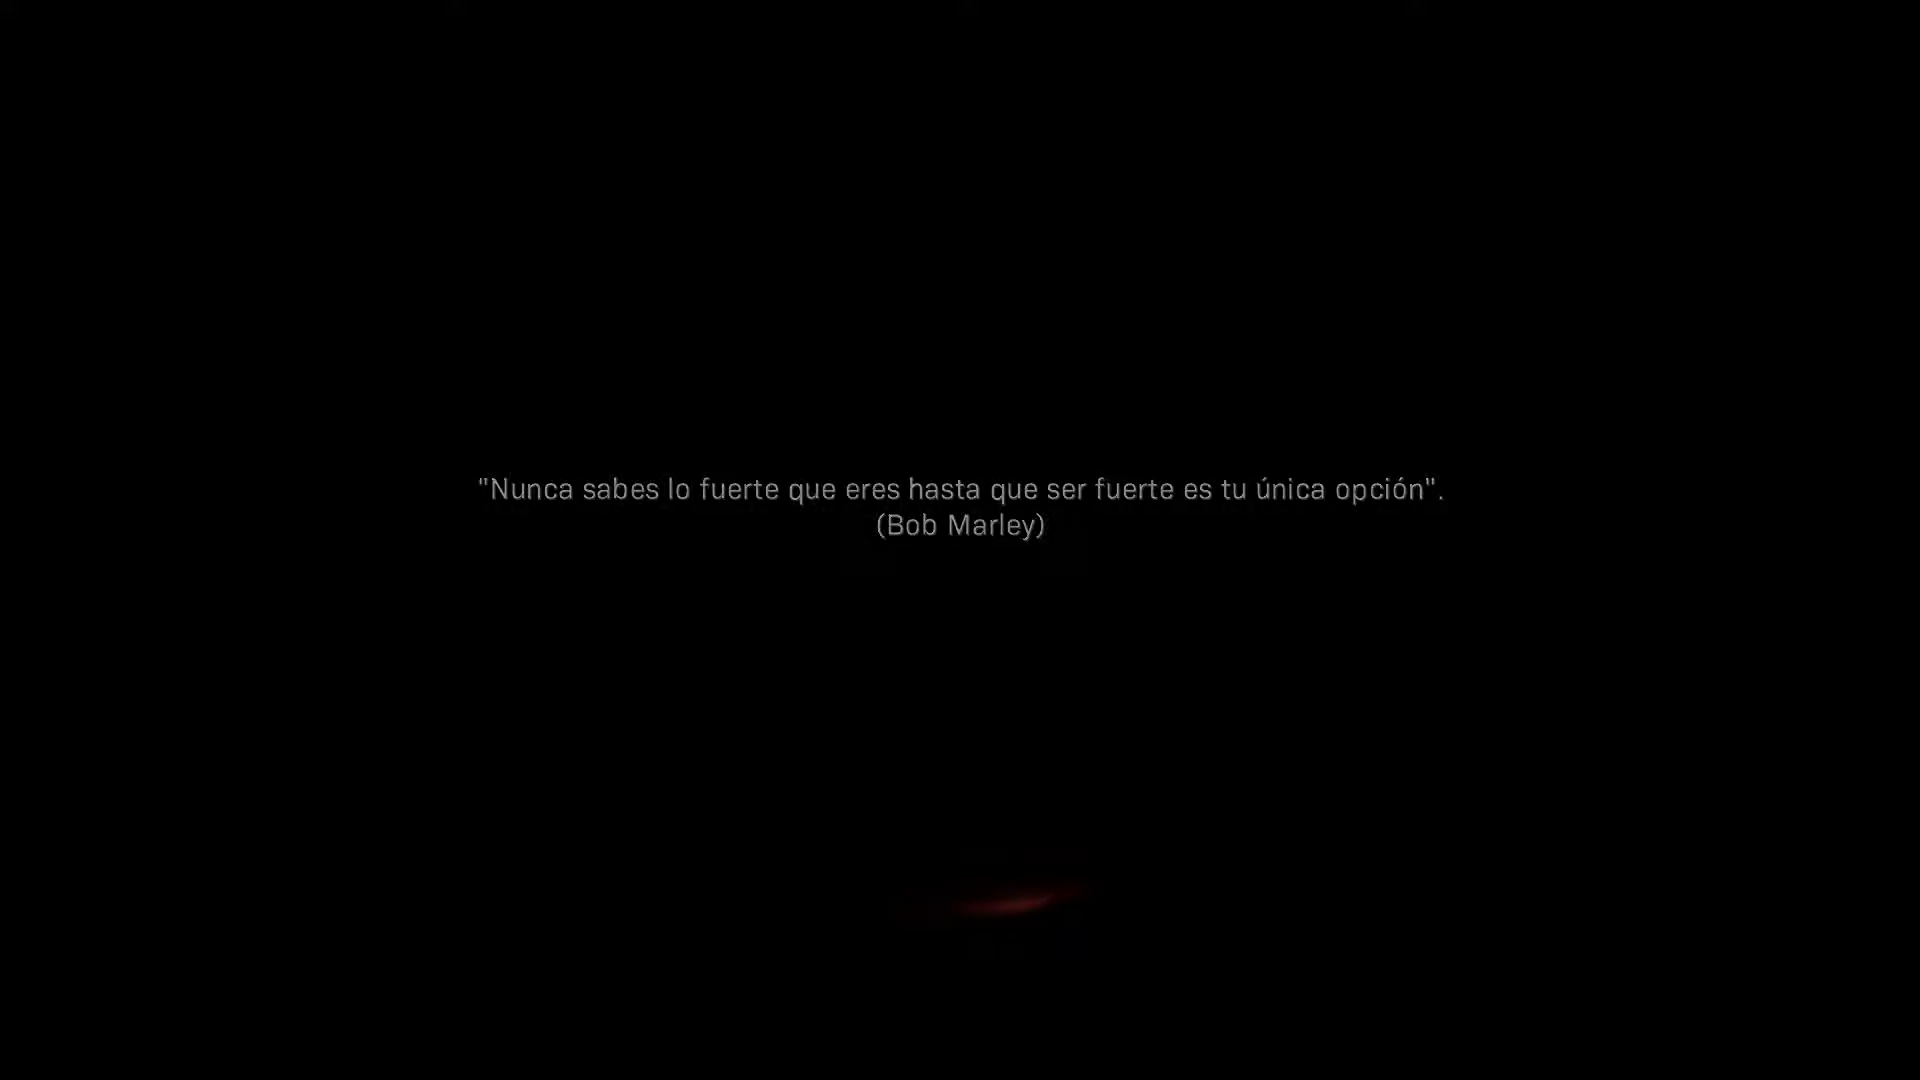 "Nunca sabes lo fuerte que eres hasta que ser fuerte es tu única opción".
(Bob Marley)